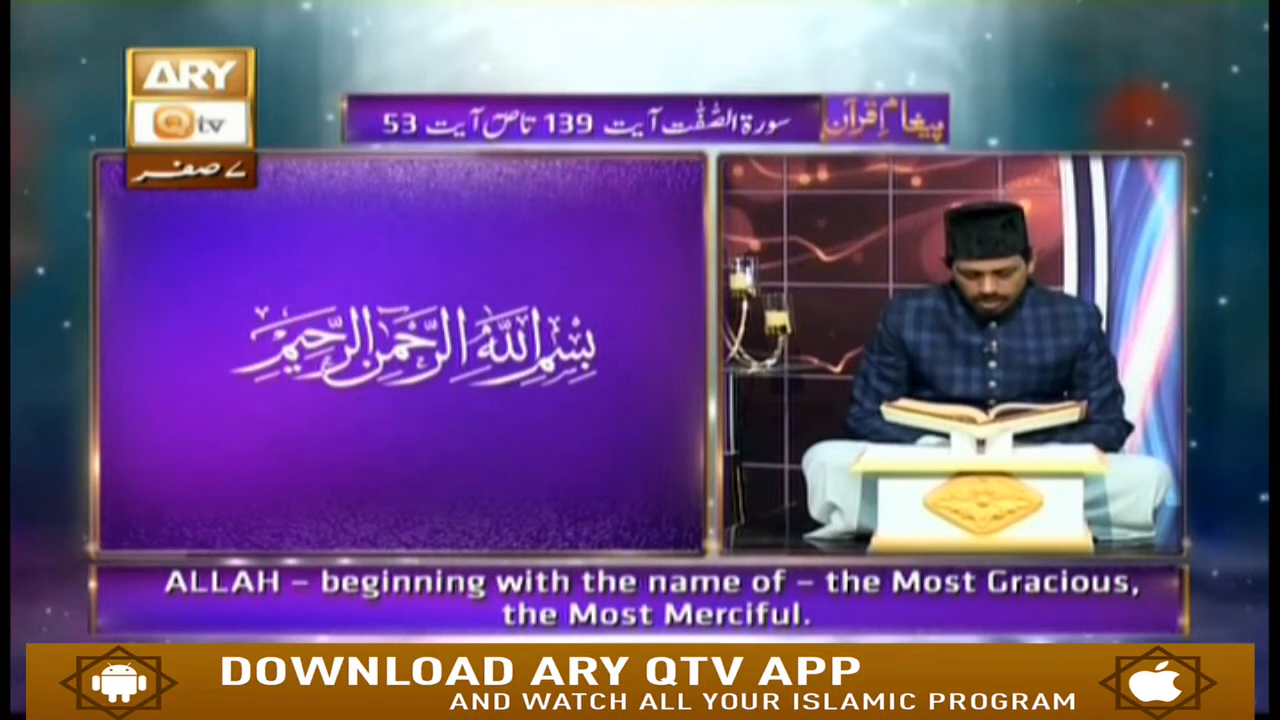 ARY
Qtv
پیغام قرآن
سورۃ الصّٰفّٰت آیت 139 تا صٓ آیت 53
۷ صفر
بِسْمِ اللّٰهِ الرَّحْمٰنِ الرَّحِيْمِ
ALLAH – beginning with the name of – the Most Gracious,
the Most Merciful.
DOWNLOAD ARY QTV APP
AND WATCH ALL YOUR ISLAMIC PROGRAM